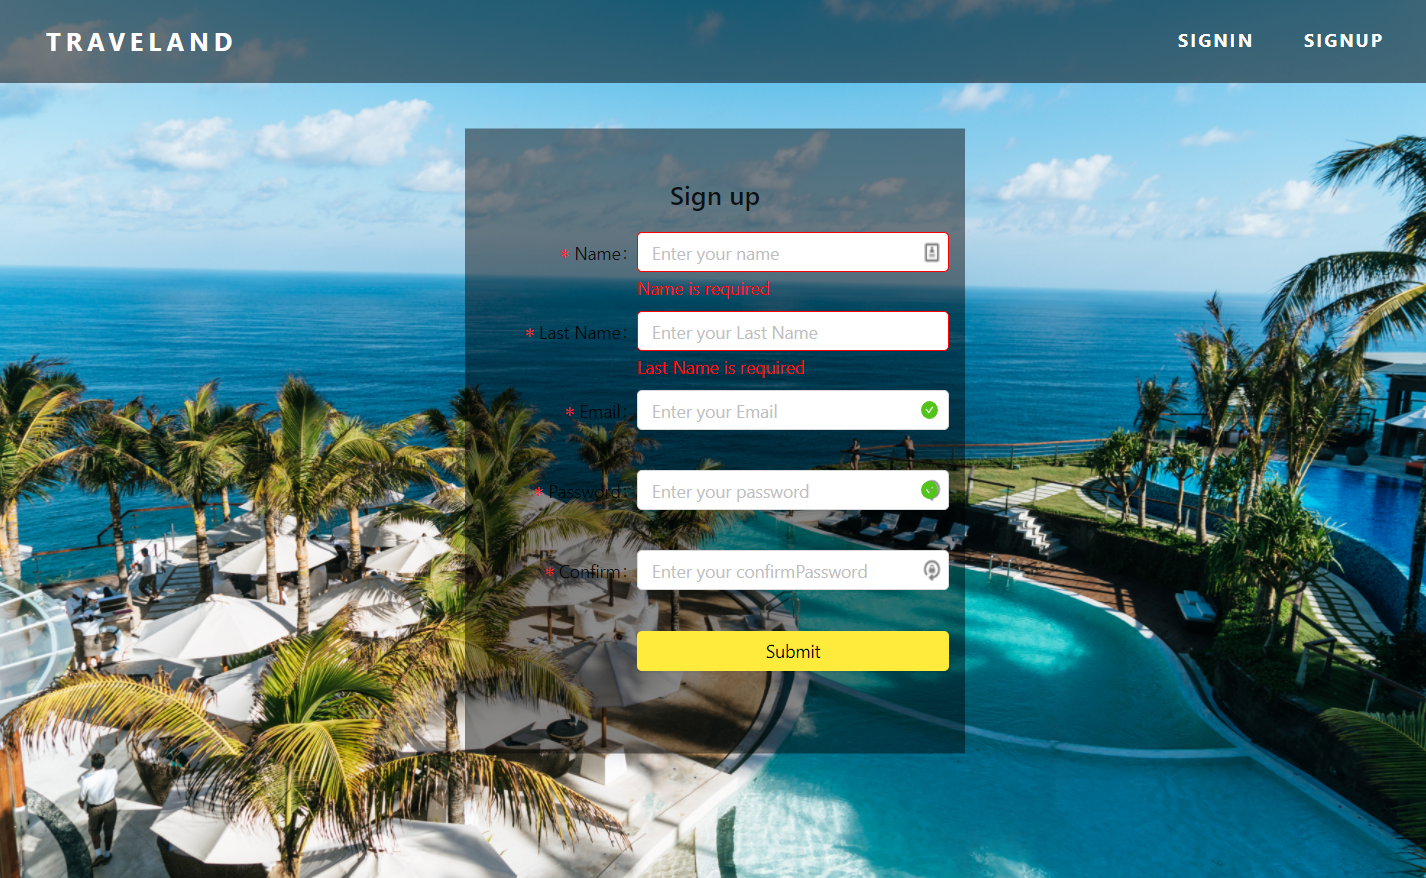 TRAVELAND
SIGNIN SIGNUP
Sign up
* Name: Enter your name
Name is required
* Last Name: Enter your Last Name
Last Name is required
* Email: Enter your Email
* Password: Enter your password
* Confirm: Enter your confirmPassword
Submit